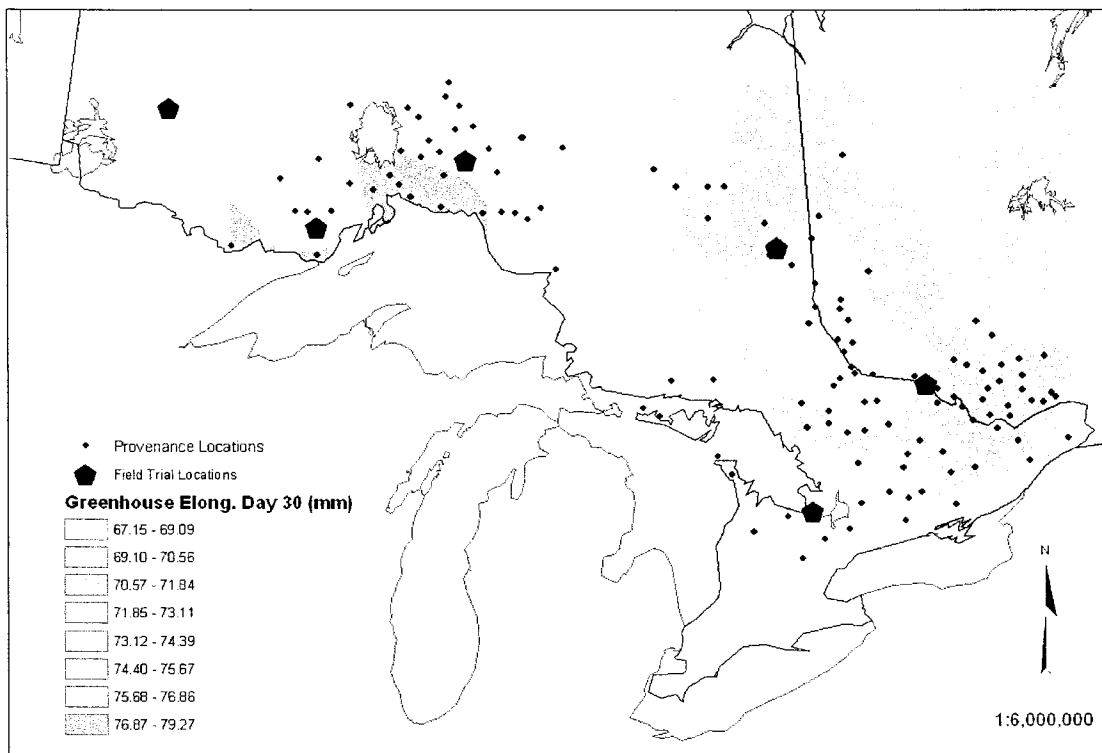 Provenance Locations
Field Trial Locations
Greenhouse Elong. Day 30 (mm)
67.15 - 69.09
69.10 - 70.56
70.57 - 71.84
71.85 - 73.11
73.12 - 74.39
74.40 - 75.67
75.68 - 76.86
76.87 - 79.27
N
1:6,000,000